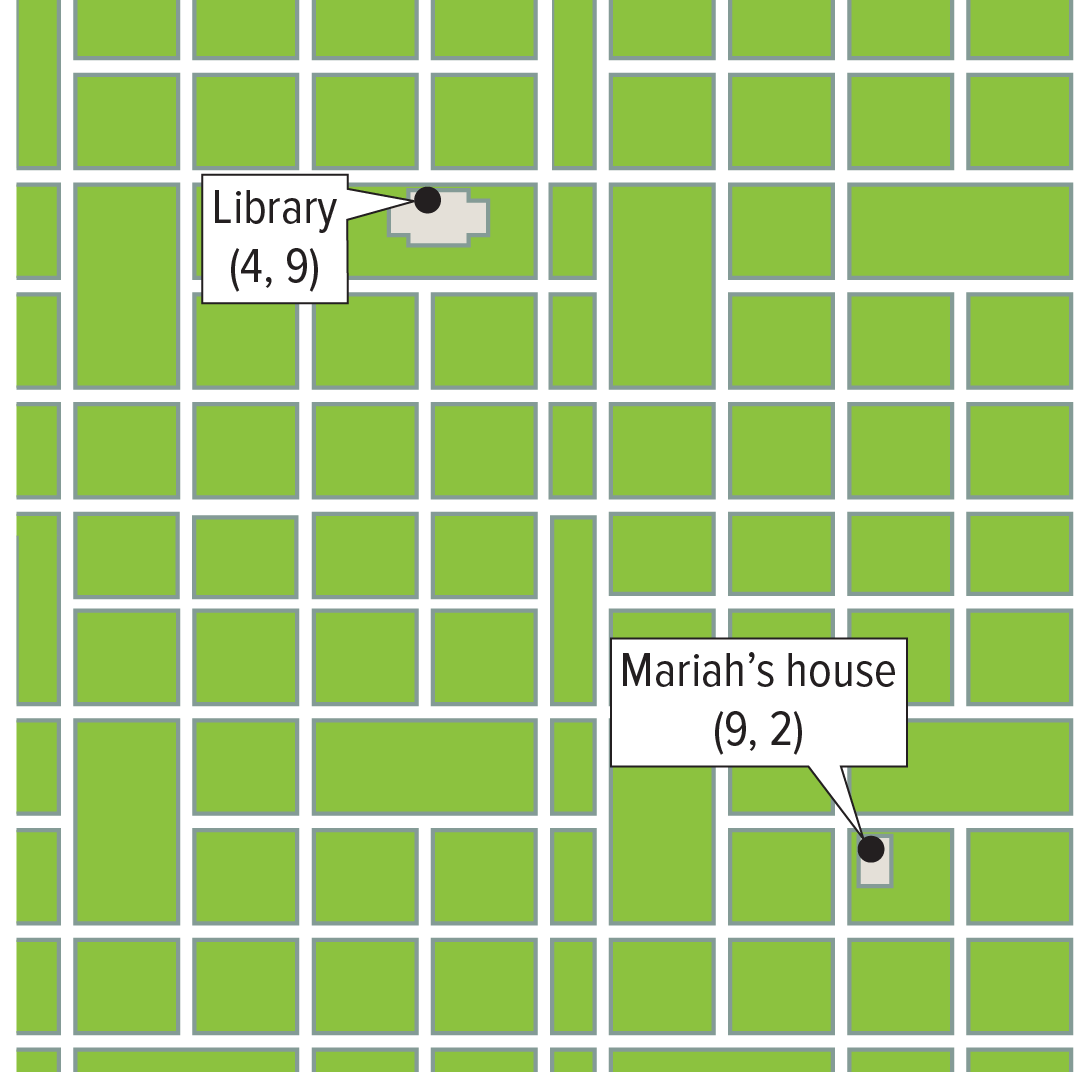 Library
(4, 9)
Mariah’s house
(9, 2)